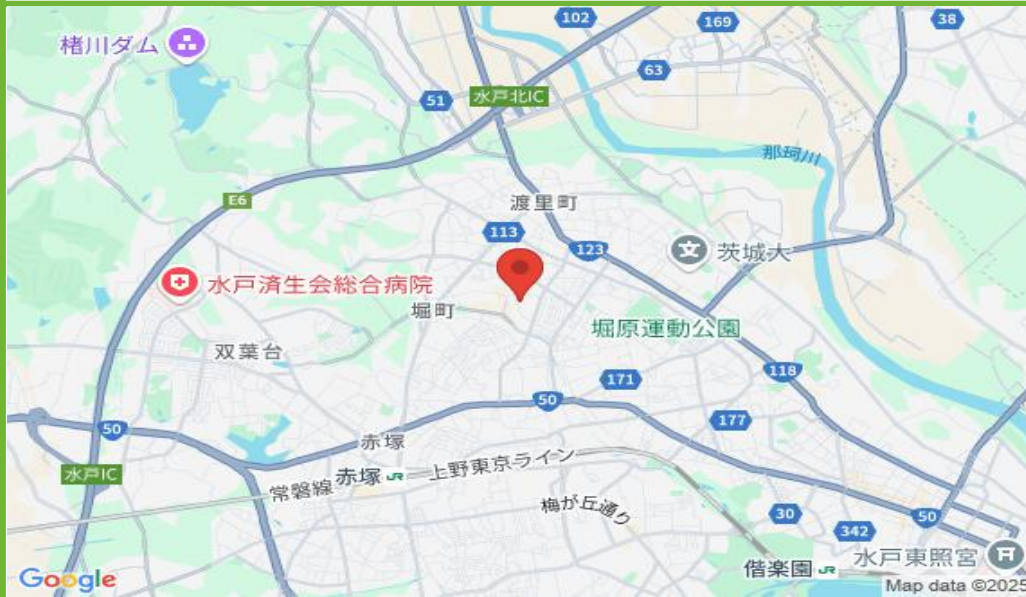 102
169
38
楮川ダム
63
51
水戸北IC
那珂川
E6
渡里町
113
123
茨城大
水戸済生会総合病院
堀町
堀原運動公園
双葉台
118
171
50
177
50
赤塚
水戸IC
常磐線
赤塚 JR
上野東京ライン
梅が丘通り
30
50
342
水戸東照宮
偕楽園 JR
Google
Map data ©2025